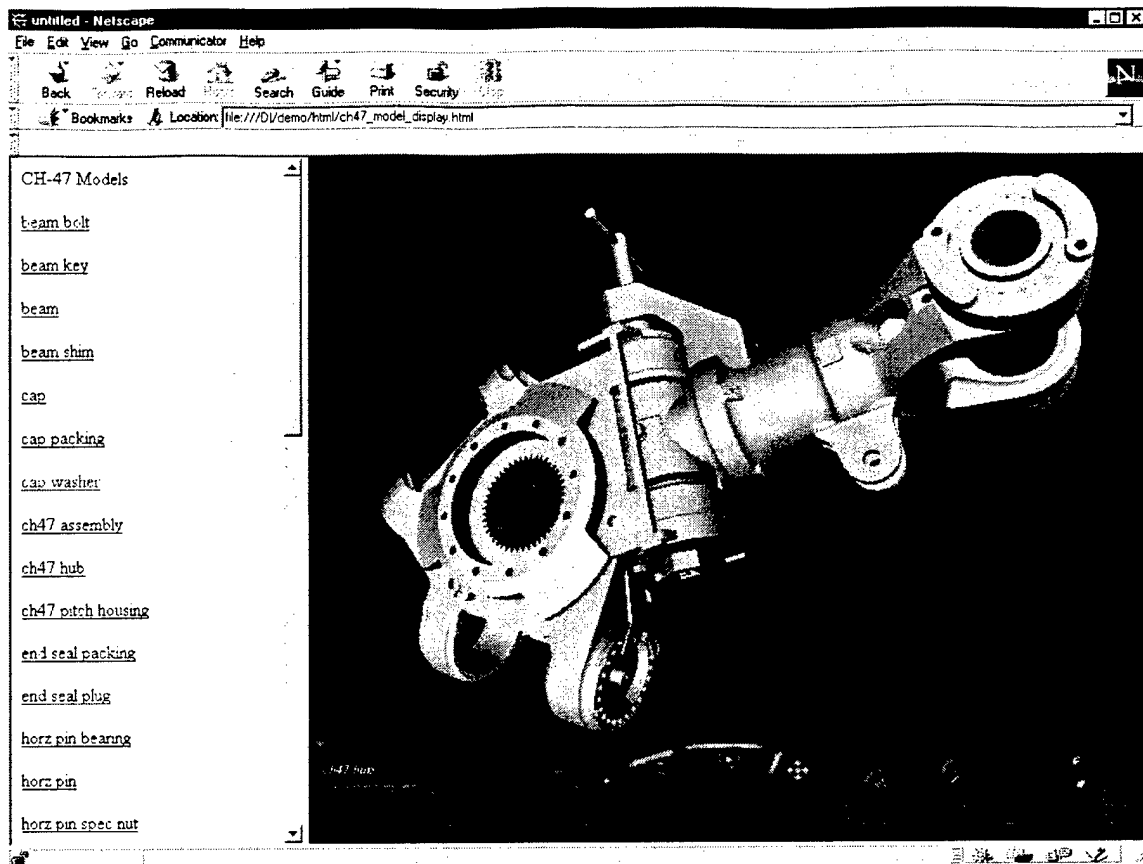 untitled - Netscape
File Edit View Go Communicator Help
Back Reload Search Guide Print Security
Bookmarks Location: file:///D|/demo/html/ch47_model_display.html
CH-47 Models
beam bolt
beam key
beam
beam shim
cap
cap packing
cap washer
ch47 assembly
ch47 hub
ch47 pitch housing
end seal packing
end seal plug
horz pin bearing
horz pin
horz pin spec nut
ch47 hub
N